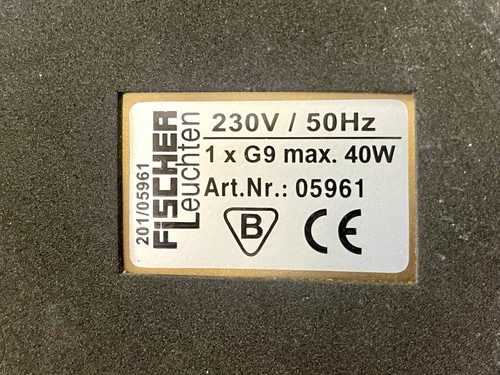 201/05961
FiSCHER
Leuchten
230V / 50Hz
1 x G9 max. 40W
Art.Nr.: 05961
B CE